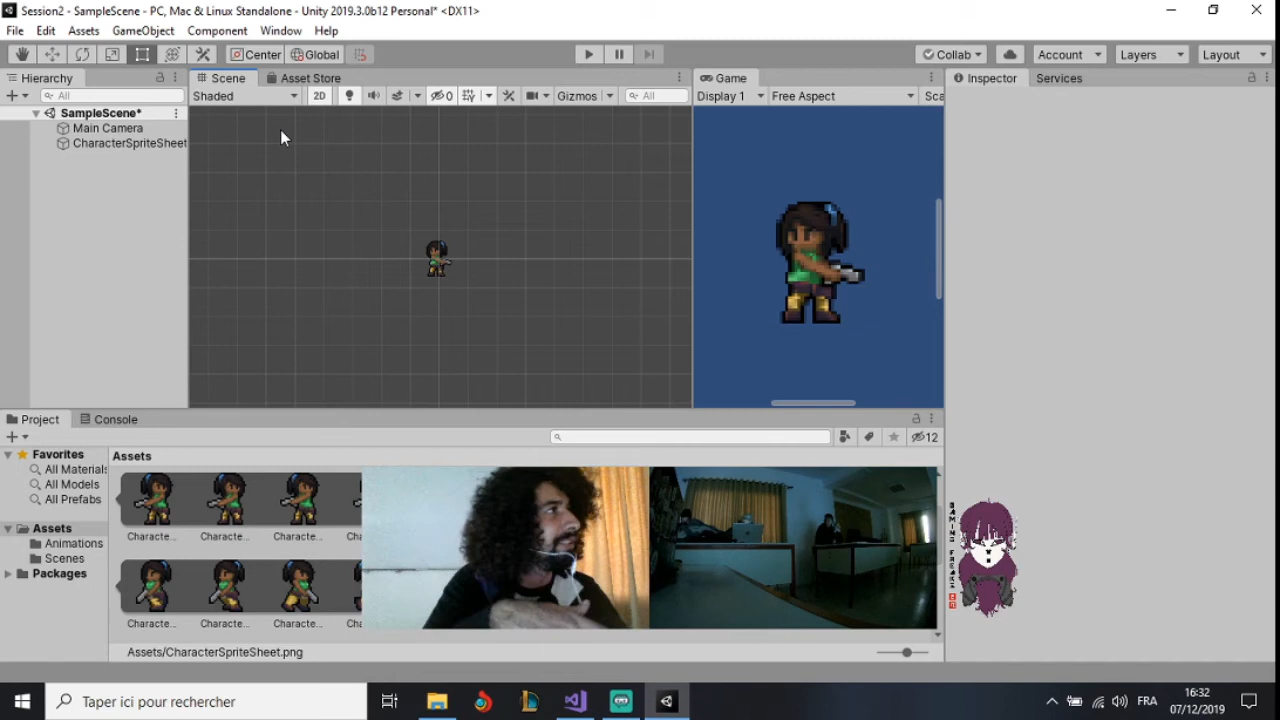 Session2 - SampleScene - PC, Mac & Linux Standalone - Unity 2019.3.0b12 Personal* <DX11>
File Edit Assets GameObject Component Window Help
Center Global Collab Account Layers Layout
Hierarchy Scene Asset Store Game Inspector Services
All Shaded 2D 0 Gizmos All Display 1 Free Aspect Sca
SampleScene*
Main Camera
CharacterSpriteSheet
Project Console
12
Favorites Assets
All Materials
All Models
All Prefabs
Assets
Animations
Scenes
Packages
Characte... Characte... Characte... Cha
Characte... Characte... Characte... Cha
GAMING FREAKZ
Assets/CharacterSpriteSheet.png
Taper ici pour rechercher
FRA
16:32
07/12/2019